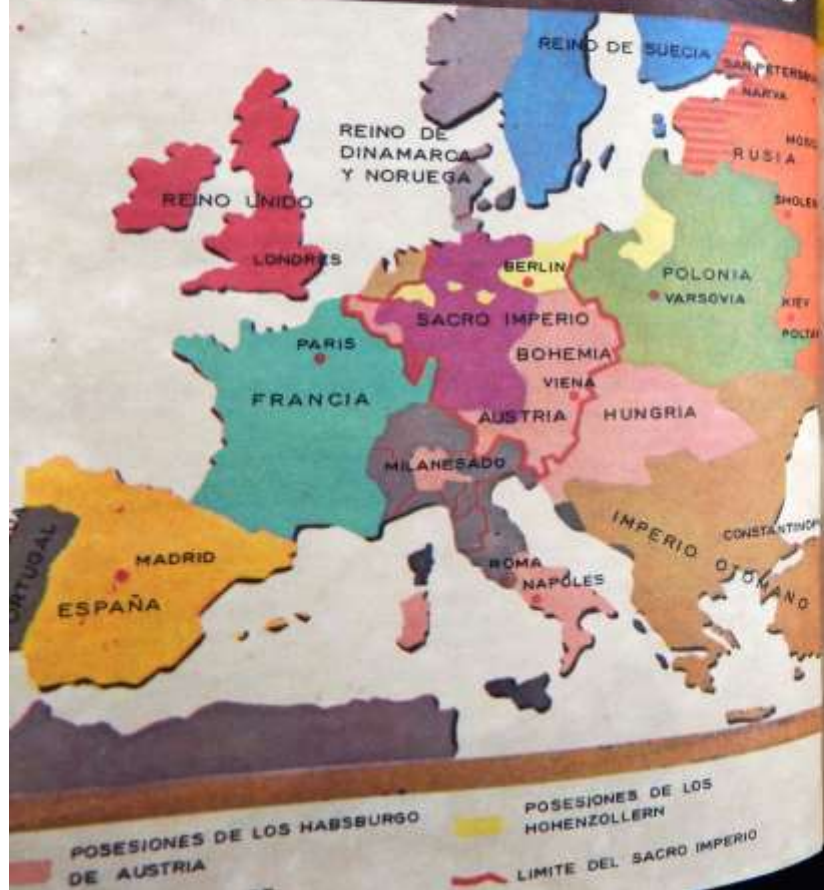 REINO DE SUECIA
NARVA
RUSIA
REINO DE
DINAMARCA
Y NORUEGA
REINO UNIDO
LONDRES
BERLIN
POLONIA
VARSOVIA
KIEV
SACRO IMPERIO
PARIS
BOHEMIA
VIENA
FRANCIA
AUSTRIA
HUNGRIA
MILANESADO
IMPERIO OTOMANO
MADRID
ESPAÑA
ROMA
NAPOLES
POSESIONES DE LOS HABSBURGO
DE AUSTRIA
POSESIONES DE LOS
HOHENZOLLERN
LIMITE DEL SACRO IMPERIO